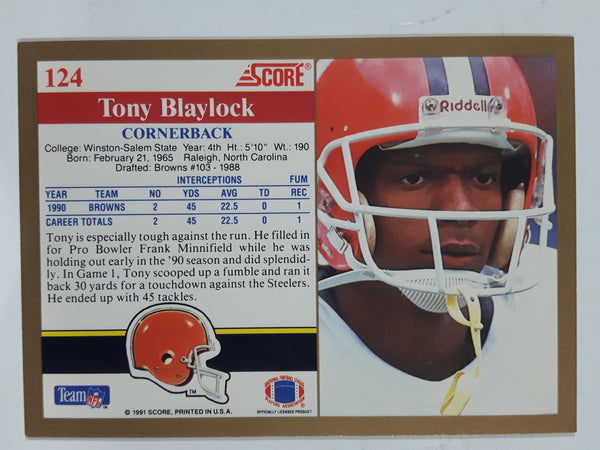 124
SCORE®
Tony Blaylock
CORNERBACK
College: Winston-Salem State Year: 4th Ht.: 5'10" Wt.: 190
Born: February 21, 1965 Raleigh, North Carolina
Drafted: Browns #103 - 1988
INTERCEPTIONS FUM
YEAR TEAM NO YDS AVG TD REC
1990 BROWNS 2 45 22.5 0 1
CAREER TOTALS 2 45 22.5 0 1
Tony is especially tough against the run. He filled in
for Pro Bowler Frank Minnifield while he was
holding out early in the '90 season and did splendid-
ly. In Game 1, Tony scooped up a fumble and ran it
back 30 yards for a touchdown against the Steelers.
He ended up with 45 tackles.
TM
Team NFL™
© 1991 SCORE, PRINTED IN U.S.A.
OFFICIALLY LICENSED PRODUCT
Riddell